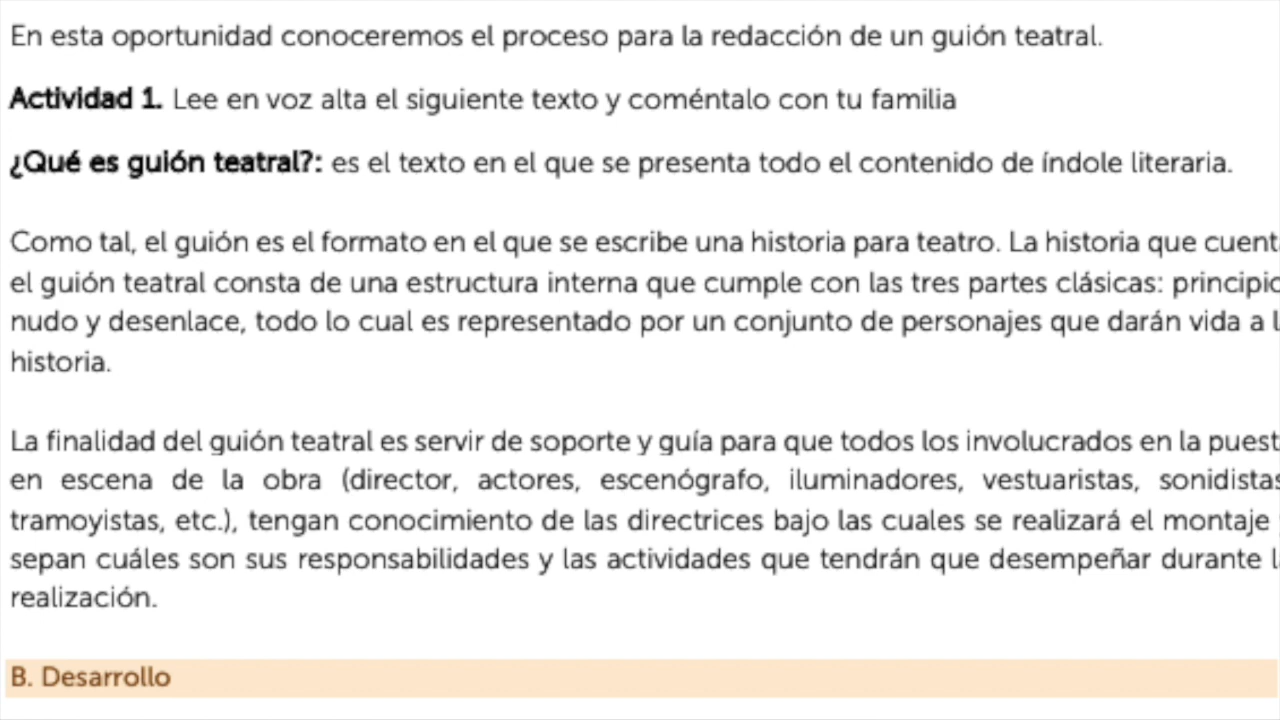 En esta oportunidad conoceremos el proceso para la redacción de un guión teatral.
Actividad 1. Lee en voz alta el siguiente texto y coméntalo con tu familia
¿Qué es guión teatral?: es el texto en el que se presenta todo el contenido de índole literaria.
Como tal, el guión es el formato en el que se escribe una historia para teatro. La historia que cuent
el guión teatral consta de una estructura interna que cumple con las tres partes clásicas: principio
nudo y desenlace, todo lo cual es representado por un conjunto de personajes que darán vida a l
historia.
La finalidad del guión teatral es servir de soporte y guía para que todos los involucrados en la puest
en escena de la obra (director, actores, escenógrafo, iluminadores, vestuaristas, sonidistas
tramoyistas, etc.), tengan conocimiento de las directrices bajo las cuales se realizará el montaje
sepan cuáles son sus responsabilidades y las actividades que tendrán que desempeñar durante l
realización.
B. Desarrollo